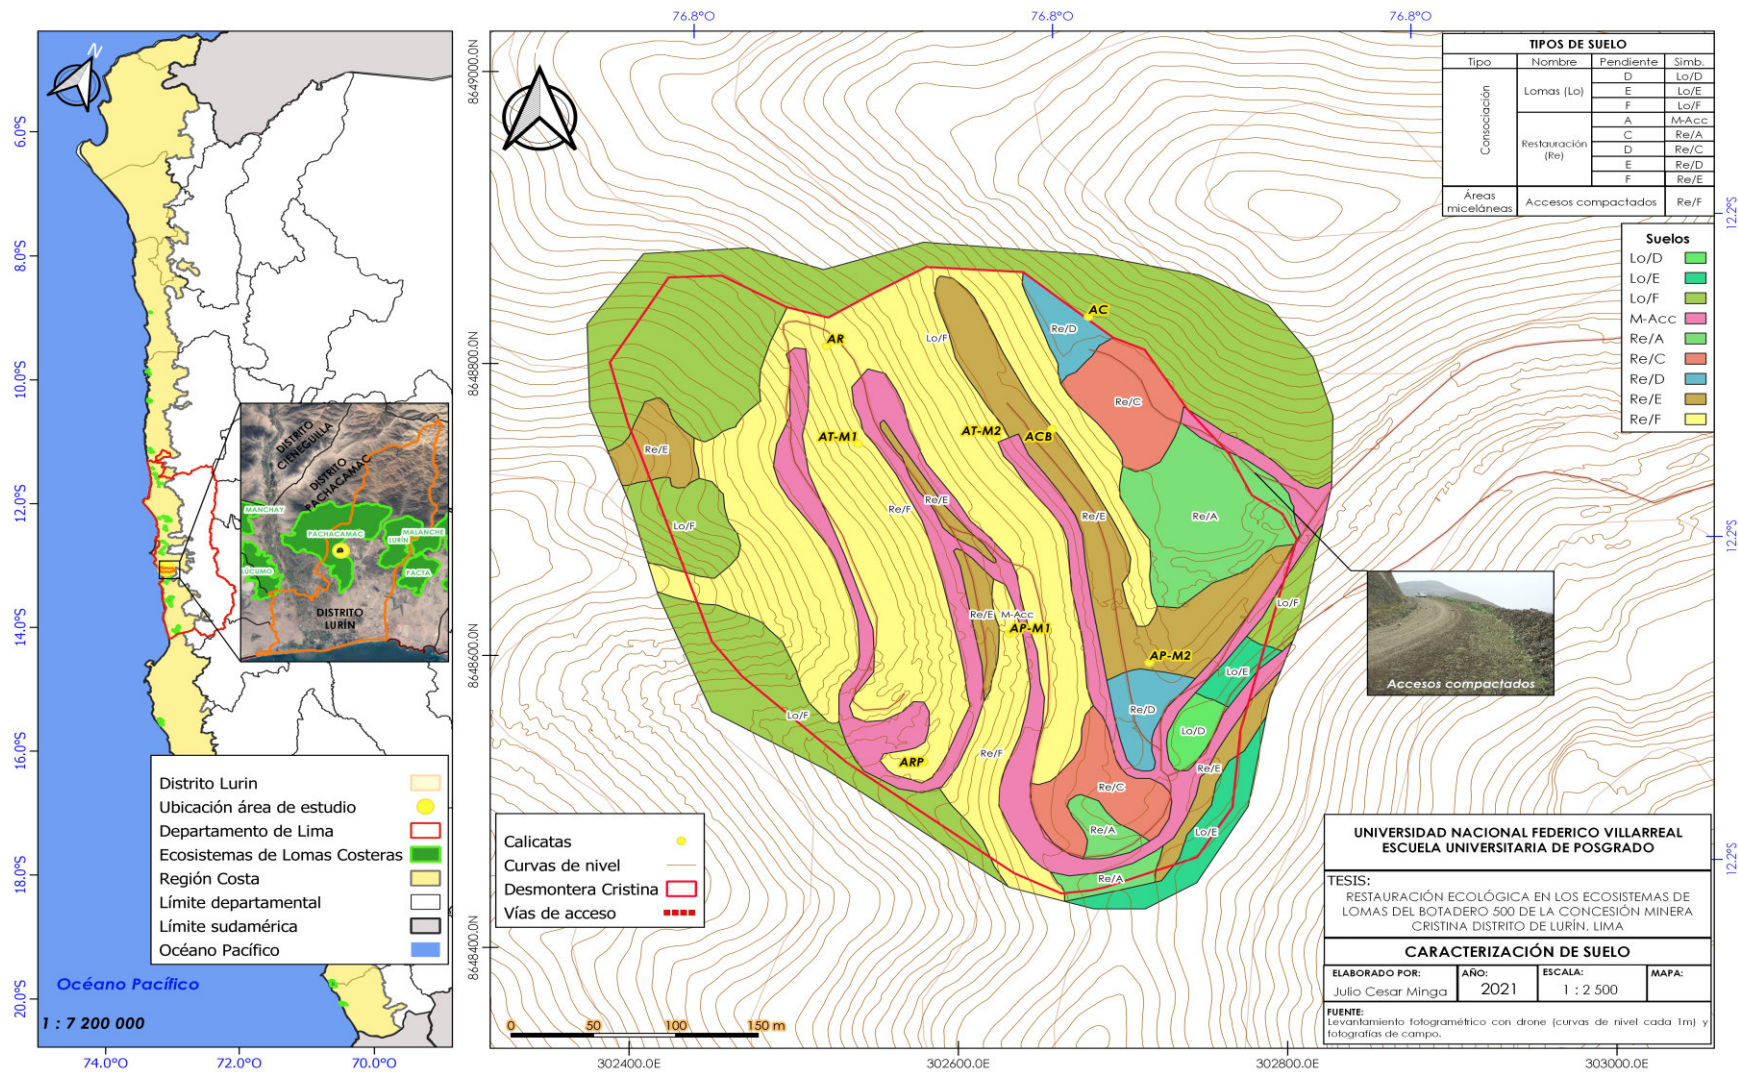 76.8°O
76.8°O
76.8°O
N
6.0°S
8.0°S
10.0°S
12.0°S
14.0°S
16.0°S
18.0°S
20.0°S
74.0°O
72.0°O
70.0°O
DISTRITO
CIENEGUILLA
DISTRITO
PACHACAMAC
MANCHAY
PACHACAMAC
MALANCHE
LURÍN
LÚCUMO
PACTA
DISTRITO
LURÍN
Distrito Lurin
Ubicación área de estudio
Departamento de Lima
Ecosistemas de Lomas Costeras
Región Costa
Límite departamental
Límite sudamérica
Océano Pacífico
Océano Pacífico
1 : 7 200 000
8649000.0N
8648800.0N
8648600.0N
8648400.0N
302400.0E
302600.0E
302800.0E
303000.0E
12.2°S
12.2°S
12.2°S
TIPOS DE SUELO
Tipo Nombre Pendiente Simb.
Consociación
Lomas (Lo)
D Lo/D
E Lo/E
F Lo/F
Restauración
(Re)
A M-Acc
C Re/A
D Re/C
E Re/D
F Re/E
Áreas
miceláneas
Accesos compactados Re/F
Suelos
Lo/D
Lo/E
Lo/F
M-Acc
Re/A
Re/C
Re/D
Re/E
Re/F
AC
Re/D
AR
Lo/F
Re/C
AT-M1
AT-M2
ACB
Re/E
Re/E
Re/F
Re/E
Re/A
Lo/F
Re/E
M-Acc
AP-M1
Lo/F
AP-M2
Lo/E
Lo/F
Re/D
Lo/D
Re/F
ARP
Re/E
Re/C
Re/A
Lo/E
Re/A
Accesos compactados
Calicatas
Curvas de nivel
Desmontera Cristina
Vías de acceso
0 50 100 150 m
UNIVERSIDAD NACIONAL FEDERICO VILLARREAL
ESCUELA UNIVERSITARIA DE POSGRADO
TESIS:
RESTAURACIÓN ECOLÓGICA EN LOS ECOSISTEMAS DE
LOMAS DEL BOTADERO 500 DE LA CONCESIÓN MINERA
CRISTINA DISTRITO DE LURÍN, LIMA
CARACTERIZACIÓN DE SUELO
ELABORADO POR:
Julio Cesar Minga
AÑO:
2021
ESCALA:
1 : 2 500
MAPA:
FUENTE:
Levantamiento fotogramétrico con drone (curvas de nivel cada 1m) y
fotografías de campo.